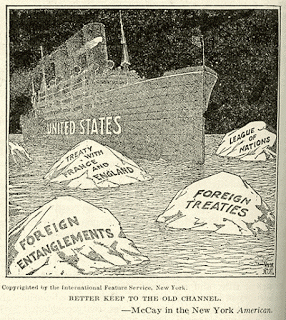 UNITED STATES
LEAGUE
OF
NATIONS
TREATY WITH
FRANCE
AND
ENGLAND
FOREIGN
TREATIES
FOREIGN
ENTANGLEMENTS
Copyrighted by the International Feature Service, New York.
BETTER KEEP TO THE OLD CHANNEL.
—McCay in the New York American.